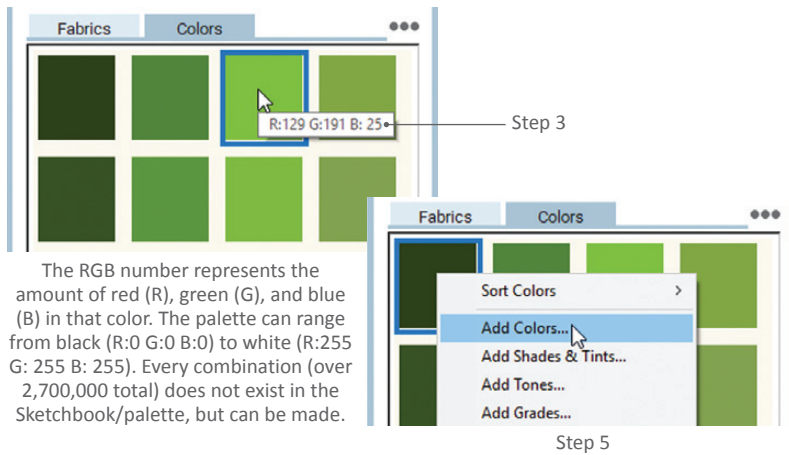 Fabrics Colors
R:129 G:191 B: 25
Step 3
The RGB number represents the
amount of red (R), green (G), and blue
(B) in that color. The palette can range
from black (R:0 G:0 B:0) to white (R:255
G: 255 B: 255). Every combination (over
2,700,000 total) does not exist in the
Sketchbook/palette, but can be made.
Fabrics Colors
Sort Colors >
Add Colors...
Add Shades & Tints...
Add Tones...
Add Grades...
Step 5